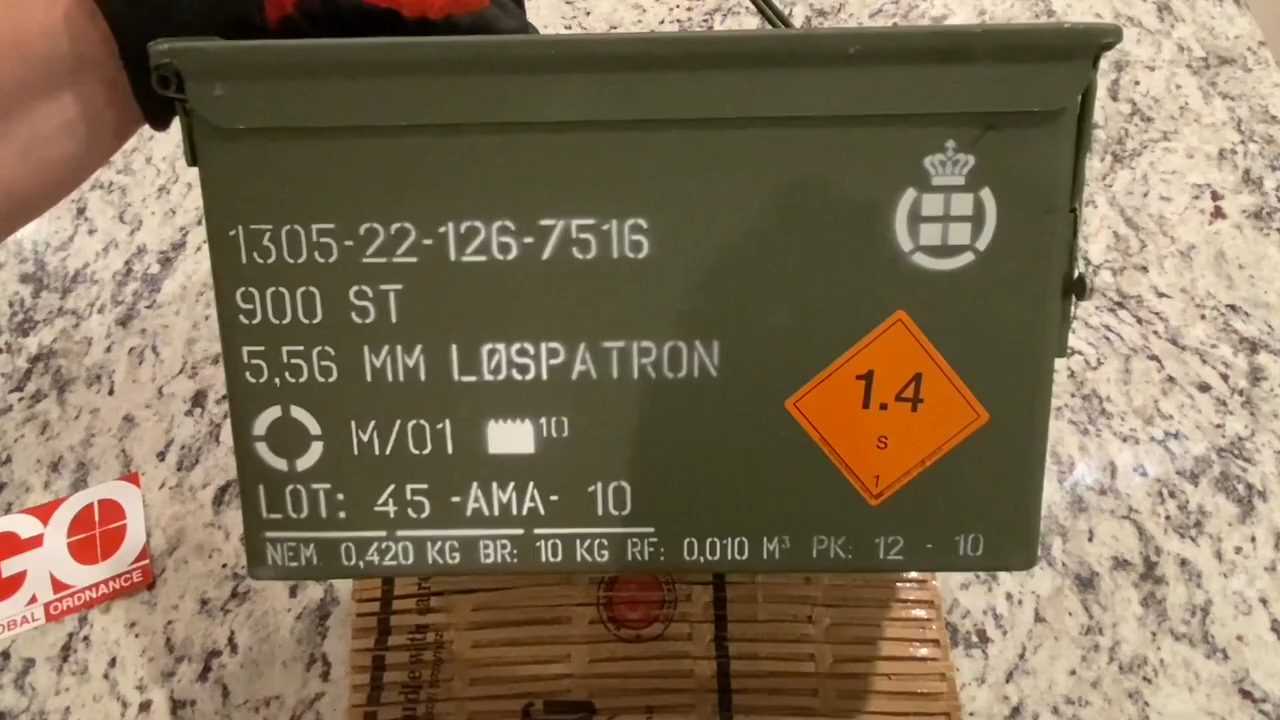 1305-22-126-7516
900 ST
5,56 MM LØSPATRON
M/01 10
LOT: 45 -AMA- 10
NEM. 0,420 KG BR: 10 KG RF: 0,010 M³ PK: 12 - 10
1.4
S
1
GO
ORDNANCE